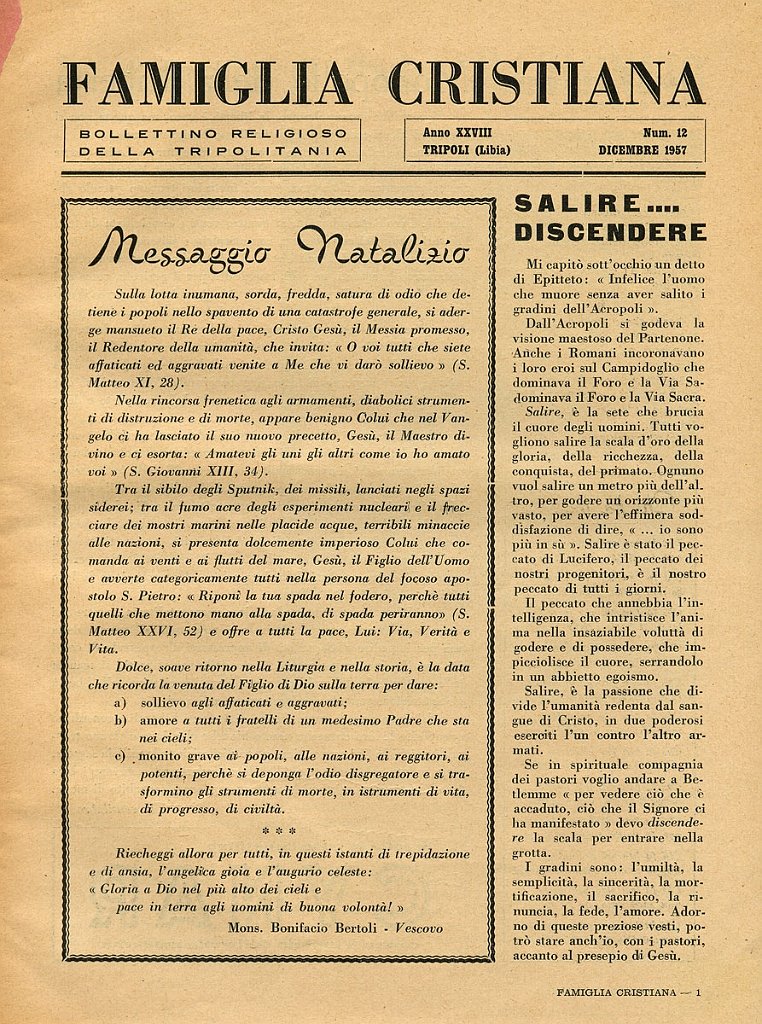 FAMIGLIA CRISTIANA
BOLLETTINO RELIGIOSO
DELLA TRIPOLITANIA
Anno XXVIII
TRIPOLI (Libia)
Num. 12
DICEMBRE 1957
Messaggio Natalizio
Sulla lotta inumana, sorda, fredda, satura di odio che de-
tiene i popoli nello spavento di una catastrofe generale, si ader-
ge mansueto il Re della pace, Cristo Gesù, il Messia promesso,
il Redentore della umanità, che invita: « O voi tutti che siete
affaticati ed aggravati venite a Me che vi darò sollievo » (S.
Matteo XI, 28).
Nella rincorsa frenetica agli armamenti, diabolici strumen-
ti di distruzione e di morte, appare benigno Colui che nel Van-
gelo ci ha lasciato il suo nuovo precetto, Gesù, il Maestro di-
vino e ci esorta: « Amatevi gli uni gli altri come io ho amato
voi » (S. Giovanni XIII, 34).
Tra il sibilo degli Sputnik, dei missili, lanciati negli spazi
siderei; tra il fumo acre degli esperimenti nucleari e il frec-
ciare dei mostri marini nelle placide acque, terribili minaccie
alle nazioni, si presenta dolcemente imperioso Colui che co-
manda ai venti e ai flutti del mare, Gesù, il Figlio dell'Uomo
e avverte categoricamente tutti nella persona del focoso apo-
stolo S. Pietro: « Riponi la tua spada nel fodero, perchè tutti
quelli che mettono mano alla spada, di spada periranno» (S.
Matteo XXVI, 52) e offre a tutti la pace, Lui: Via, Verità e
Vita.
Dolce, soave ritorno nella Liturgia e nella storia, è la data
che ricorda la venuta del Figlio di Dio sulla terra per dare:
a) sollievo agli affaticati e aggravati;
b) amore a tutti i fratelli di un medesimo Padre che sta
nei cieli;
c) monito grave ai popoli, alle nazioni, ai reggitori, ai
potenti, perchè si deponga l'odio disgregatore e si tra-
sformino gli strumenti di morte, in istrumenti di vita,
di progresso, di civiltà.
* * *
Riecheggi allora per tutti, in questi istanti di trepidazione
e di ansia, l'angelica gioia e l'augurio celeste:
« Gloria a Dio nel più alto dei cieli e
pace in terra agli uomini di buona volontà! »
Mons. Bonifacio Bertoli - Vescovo
SALIRE....
DISCENDERE
Mi capitò sott'occhio un detto
di Epitteto: « Infelice l'uomo
che muore senza aver salito i
gradini dell'Acropoli ».
Dall'Acropoli si godeva la
visione maestoso del Partenone.
Anche i Romani incoronavano
i loro eroi sul Campidoglio che
dominava il Foro e la Via Sa-
dominava il Foro e la Via Sacra.
Salire, è la sete che brucia
il cuore degli uomini. Tutti vo-
gliono salire la scala d'oro della
gloria, della ricchezza, della
conquista, del primato. Ognuno
vuol salire un metro più dell'al-
tro, per godere un orizzonte più
vasto, per avere l'effimera sod-
disfazione di dire, « ... io sono
più in sù ». Salire è stato il pec-
cato di Lucifero, il peccato dei
nostri progenitori, è il nostro
peccato di tutti i giorni.
Il peccato che annebbia l'in-
telligenza, che intristisce l'ani-
ma nella insaziabile voluttà di
godere e di possedere, che im-
picciolisce il cuore, serrandolo
in un abbietto egoismo.
Salire, è la passione che di-
vide l'umanità redenta dal san-
gue di Cristo, in due poderosi
eserciti l'un contro l'altro ar-
mati.
Se in spirituale compagnia
dei pastori voglio andare a Be-
tlemme « per vedere ciò che è
accaduto, ciò che il Signore ci
ha manifestato » devo discende-
re la scala per entrare nella
grotta.
I gradini sono: l'umiltà, la
semplicità, la sincerità, la mor-
tificazione, il sacrifico, la ri-
nuncia, la fede, l'amore. Ador-
no di queste preziose vesti, po-
trò stare anch'io, con i pastori,
accanto al presepio di Gesù.
FAMIGLIA CRISTIANA — 1